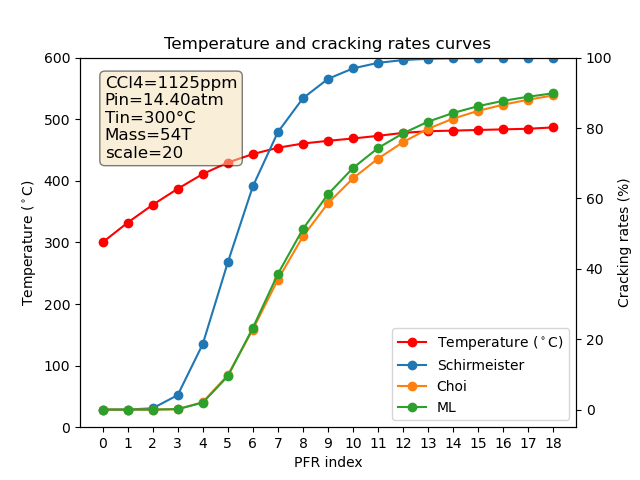 Temperature and cracking rates curves
CCl4=1125ppm
Pin=14.40atm
Tin=300°C
Mass=54T
scale=20
600
500
400
300
200
100
0
Temperature (°C)
100
80
60
40
20
0
Cracking rates (%)
Temperature (°C)
Schirmeister
Choi
ML
0 1 2 3 4 5 6 7 8 9 10 11 12 13 14 15 16 17 18
PFR index